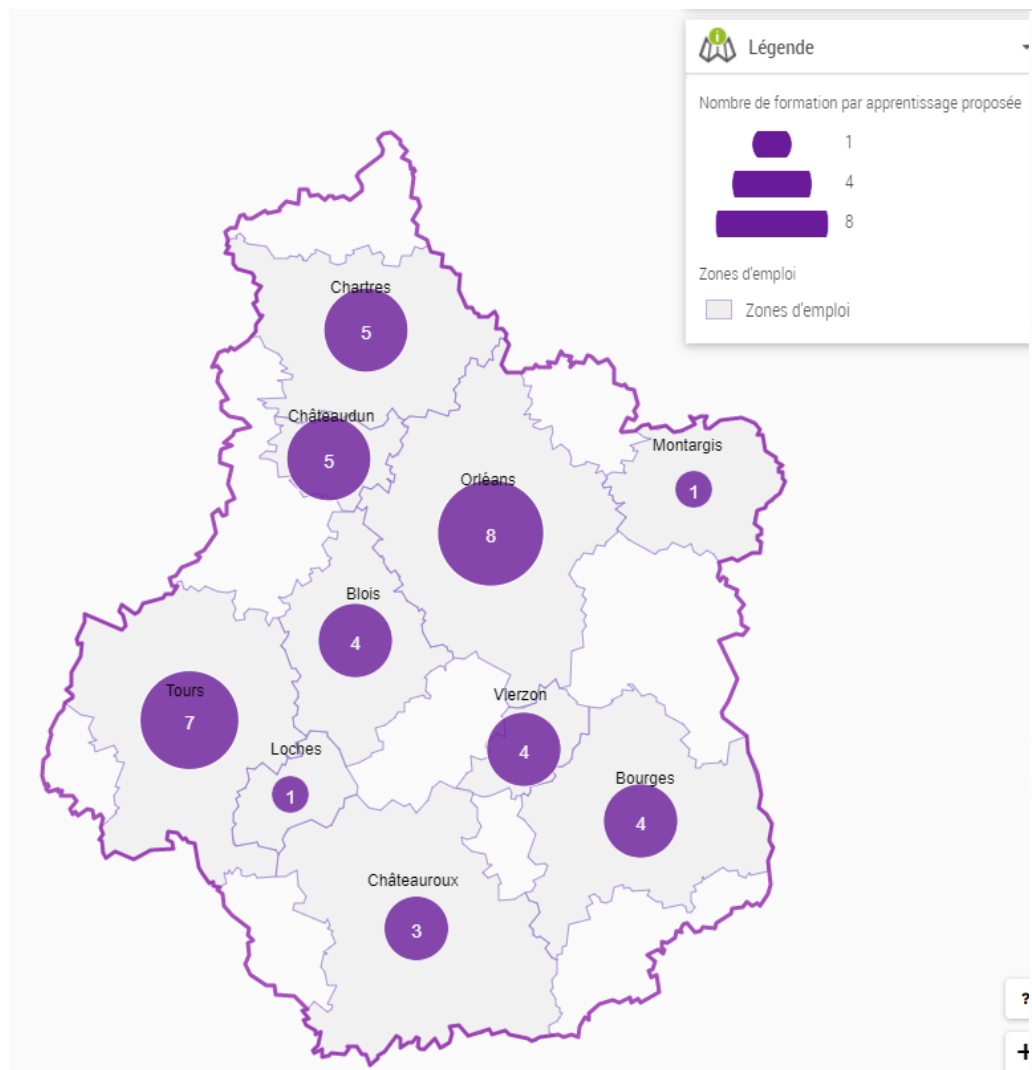 Légende
Nombre de formation par apprentissage proposée
1
4
8
Zones d'emploi
Zones d'emploi
Chartres
5
Châteaudun
5
Montargis
1
Orléans
8
Blois
4
Tours
7
Vierzon
4
Loches
1
Bourges
4
Châteauroux
3
?
+